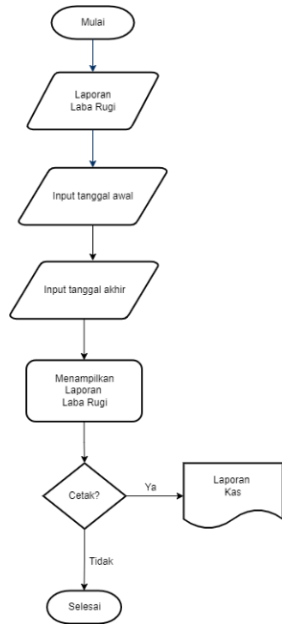 Mulai
Laporan
Laba Rugi
Input tanggal awal
Input tanggal akhir
Menampilkan
Laporan
Laba Rugi
Cetak?
Ya
Laporan
Kas
Tidak
Selesai